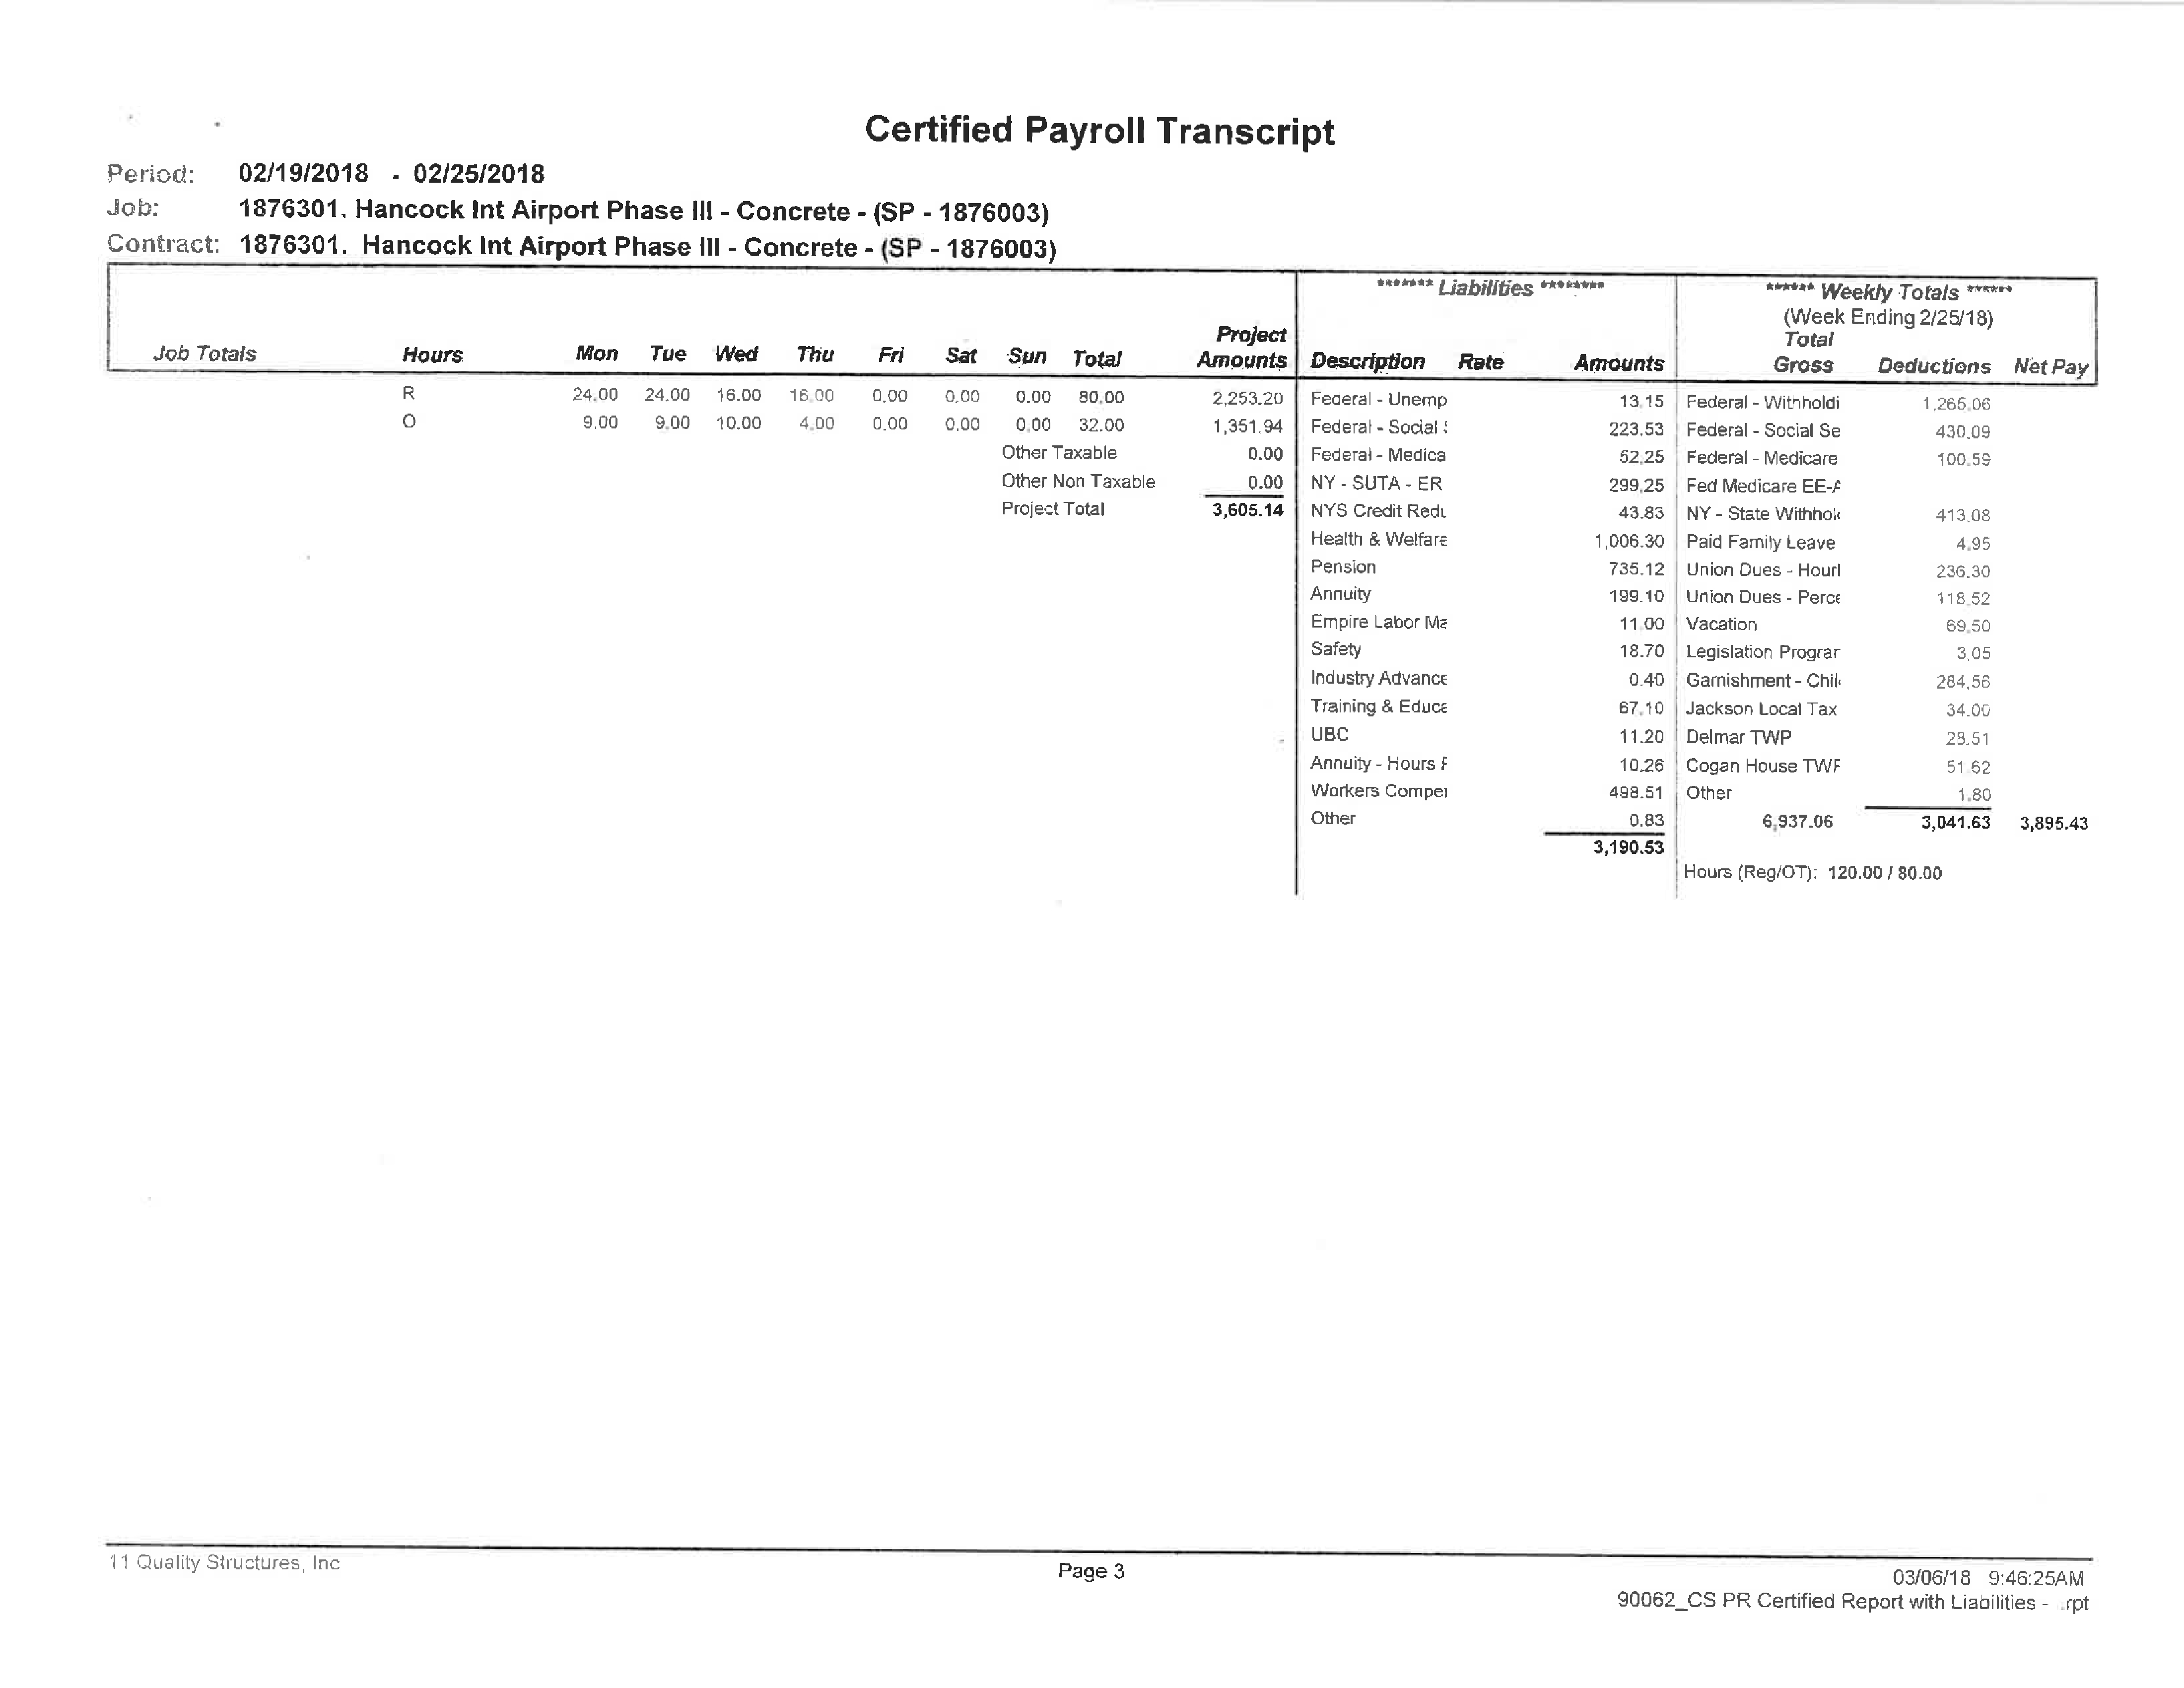 Certified Payroll Transcript
Period: 02/19/2018 - 02/25/2018
Job: 1876301. Hancock Int Airport Phase III - Concrete - (SP - 1876003)
Contract: 1876301. Hancock Int Airport Phase III - Concrete - (SP - 1876003)
******* Liabilities ******** ****** Weekly Totals ******
(Week Ending 2/25/18)
Job Totals Hours Mon Tue Wed Thu Fri Sat Sun Total Project Amounts Description Rate Amounts Total Gross Deductions Net Pay
R 24.00 24.00 16.00 16.00 0.00 0.00 0.00 80.00 2,253.20 Federal - Unemp 13.15 Federal - Withholdi 1,265.06
O 9.00 9.00 10.00 4.00 0.00 0.00 0.00 32.00 1,351.94 Federal - Social 223.53 Federal - Social Se 430.09
Other Taxable 0.00 Federal - Medica 52.25 Federal - Medicare 100.59
Other Non Taxable 0.00 NY - SUTA - ER 299.25 Fed Medicare EE-A
Project Total 3,605.14 NYS Credit Redu 43.83 NY - State Withhol 413.08
Health & Welfare 1,006.30 Paid Family Leave 4.95
Pension 735.12 Union Dues - Hourl 236.30
Annuity 199.10 Union Dues - Perce 118.52
Empire Labor Ma 11.00 Vacation 69.50
Safety 18.70 Legislation Prograr 3.05
Industry Advance 0.40 Garnishment - Chil 284.56
Training & Educa 67.10 Jackson Local Tax 34.00
UBC 11.20 Delmar TWP 28.51
Annuity - Hours F 10.26 Cogan House TWF 51.62
Workers Comper 498.51 Other 1.80
Other 0.83 6,937.06 3,041.63 3,895.43
3,190.53
Hours (Reg/OT): 120.00 / 80.00
11 Quality Structures, Inc Page 3 03/06/18 9:46:25AM
90062_CS PR Certified Report with Liabilities - .rpt